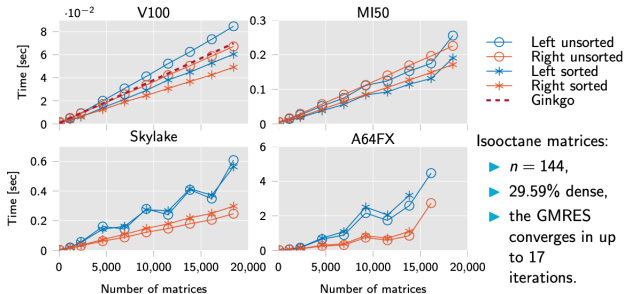 V100
·10⁻²
8
6
4
2
0
Time [sec]
MI50
0.3
0.2
0.1
0
Left unsorted
Right unsorted
Left sorted
Right sorted
Ginkgo
Skylake
0.6
0.4
0.2
0
Time [sec]
0
5,000
10,000
15,000
20,000
Number of matrices
A64FX
6
4
2
0
0
5,000
10,000
15,000
20,000
Number of matrices
Isooctane matrices:
n = 144,
29.59% dense,
the GMRES
converges in up
to 17
iterations.